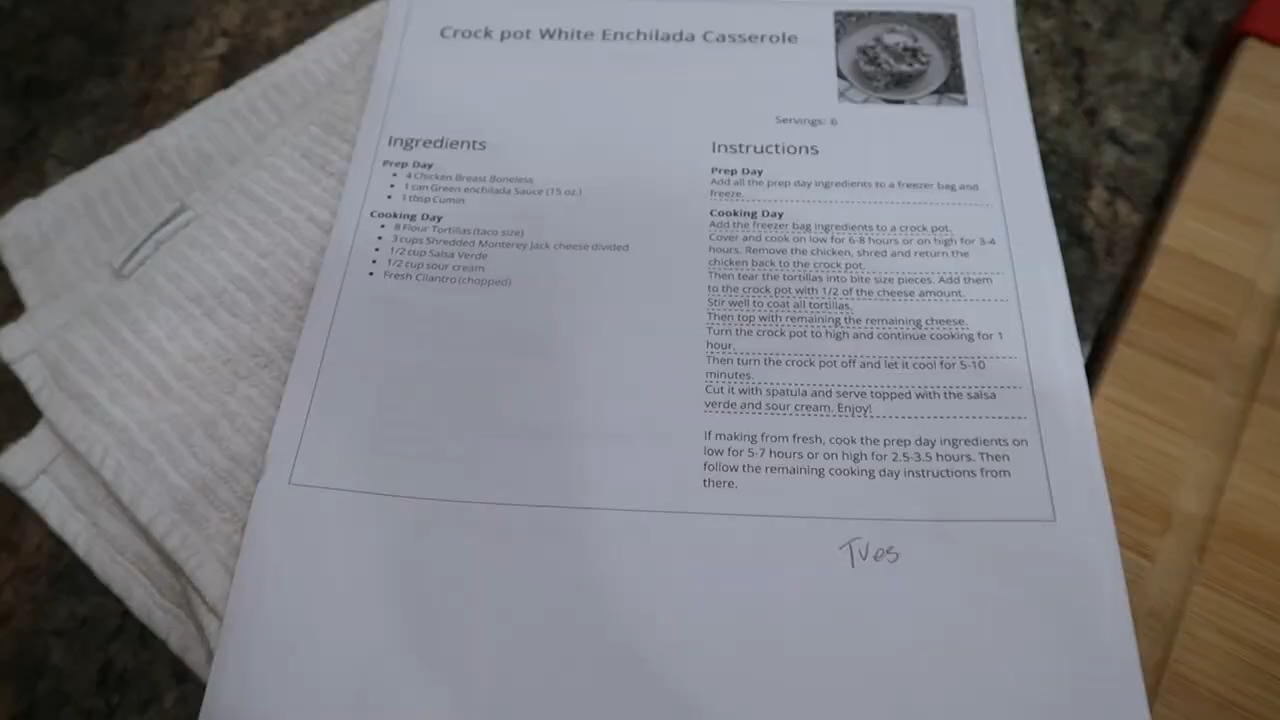 Crock pot White Enchilada Casserole
Servings: 6
Ingredients
Prep Day
• 4 Chicken Breast Boneless
• 1 can Green enchilada Sauce (15 oz.)
• 1 tbsp Cumin
Cooking Day
• 8 Flour Tortillas (taco size)
• 3 cups Shredded Monterey Jack cheese divided
• 1/2 cup Salsa Verde
• 1/2 cup sour cream
• Fresh Cilantro (chopped)
Instructions
Prep Day
Add all the prep day ingredients to a freezer bag and
freeze.
Cooking Day
Add the freezer bag ingredients to a crock pot.
Cover and cook on low for 6-8 hours or on high for 3-4
hours. Remove the chicken, shred and return the
chicken back to the crock pot.
Then tear the tortillas into bite size pieces. Add them
to the crock pot with 1/2 of the cheese amount.
Stir well to coat all tortillas.
Then top with remaining the remaining cheese.
Turn the crock pot to high and continue cooking for 1
hour.
Then turn the crock pot off and let it cool for 5-10
minutes.
Cut it with spatula and serve topped with the salsa
verde and sour cream. Enjoy!
If making from fresh, cook the prep day ingredients on
low for 5-7 hours or on high for 2.5-3.5 hours. Then
follow the remaining cooking day instructions from
there.
Tues